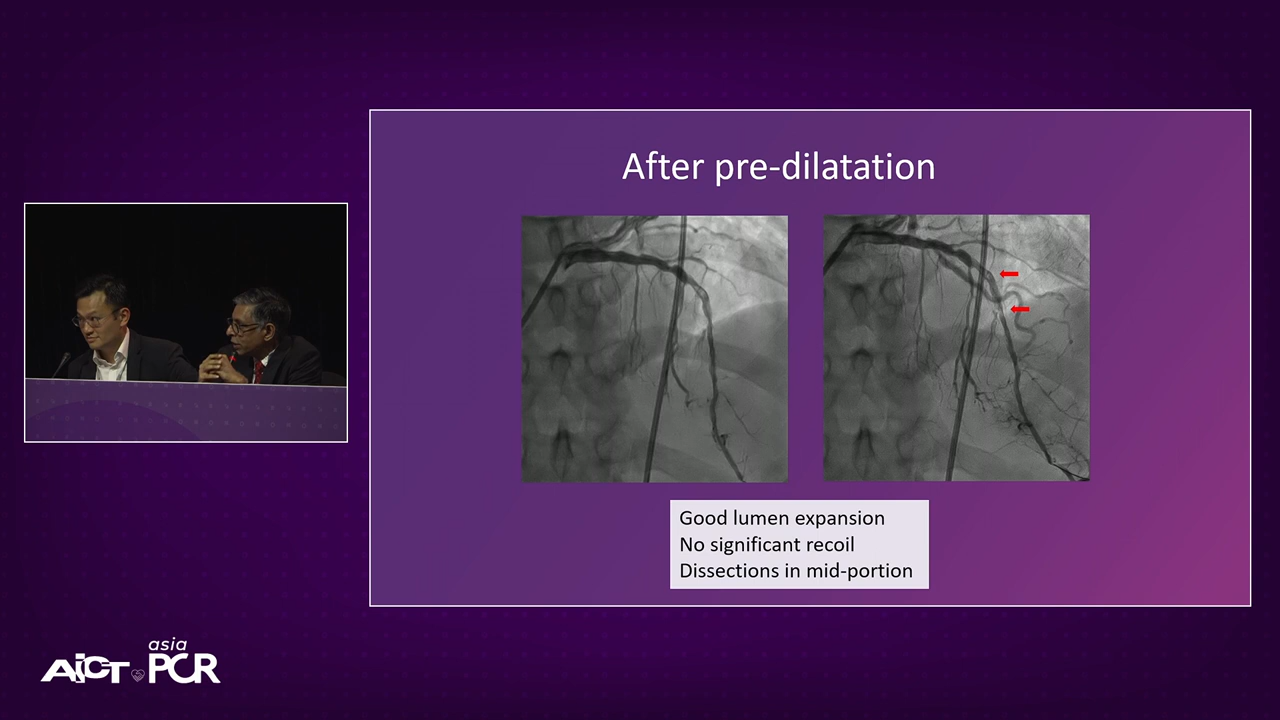 After pre-dilatation
Good lumen expansion
No significant recoil
Dissections in mid-portion
asia
AICT PCR